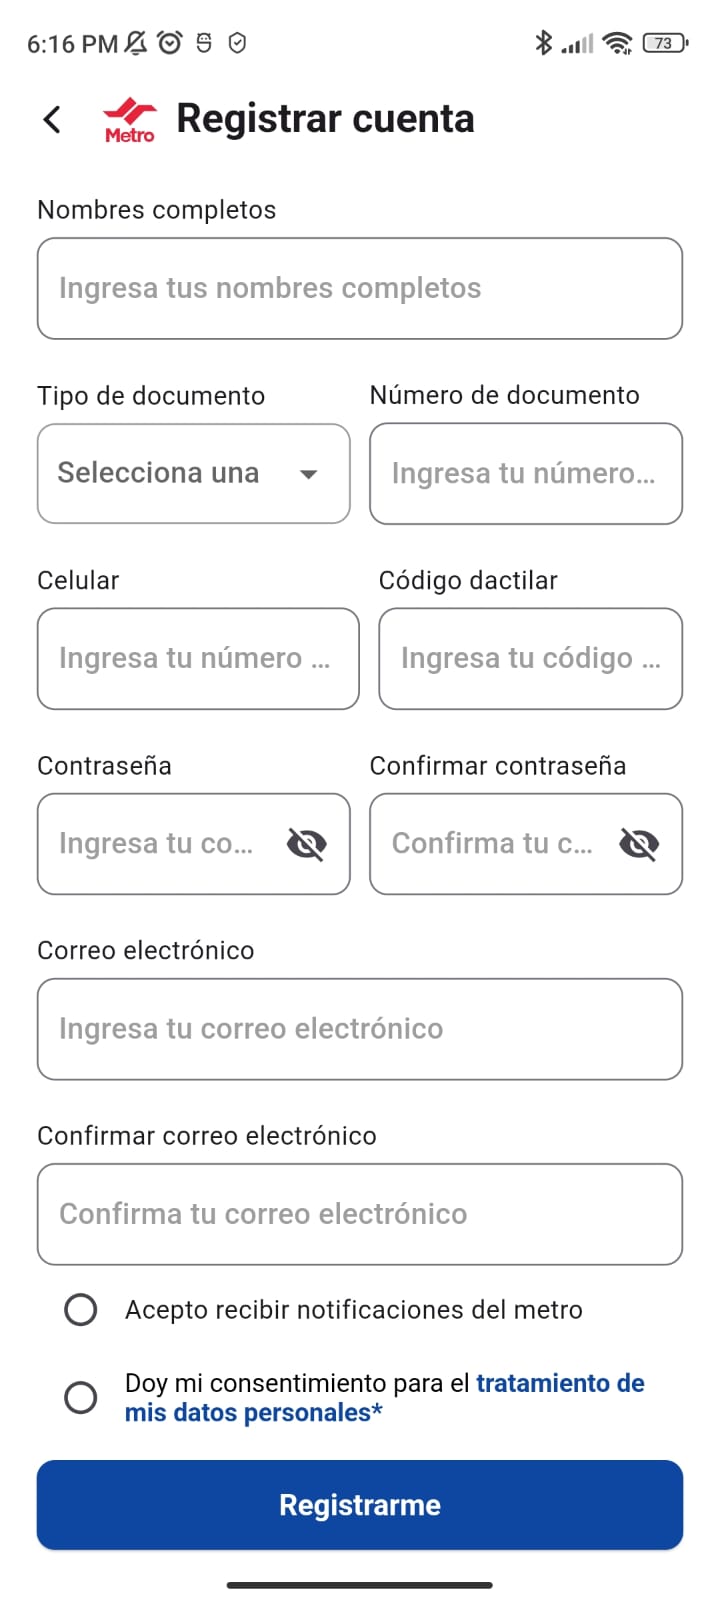 6:16 PM
73
Metro
Registrar cuenta
Nombres completos
Ingresa tus nombres completos
Tipo de documento
Número de documento
Selecciona una
Ingresa tu número...
Celular
Código dactilar
Ingresa tu número ...
Ingresa tu código ...
Contraseña
Confirmar contraseña
Ingresa tu co...
Confirma tu c...
Correo electrónico
Ingresa tu correo electrónico
Confirmar correo electrónico
Confirma tu correo electrónico
Acepto recibir notificaciones del metro
Doy mi consentimiento para el tratamiento de
mis datos personales*
Registrarme